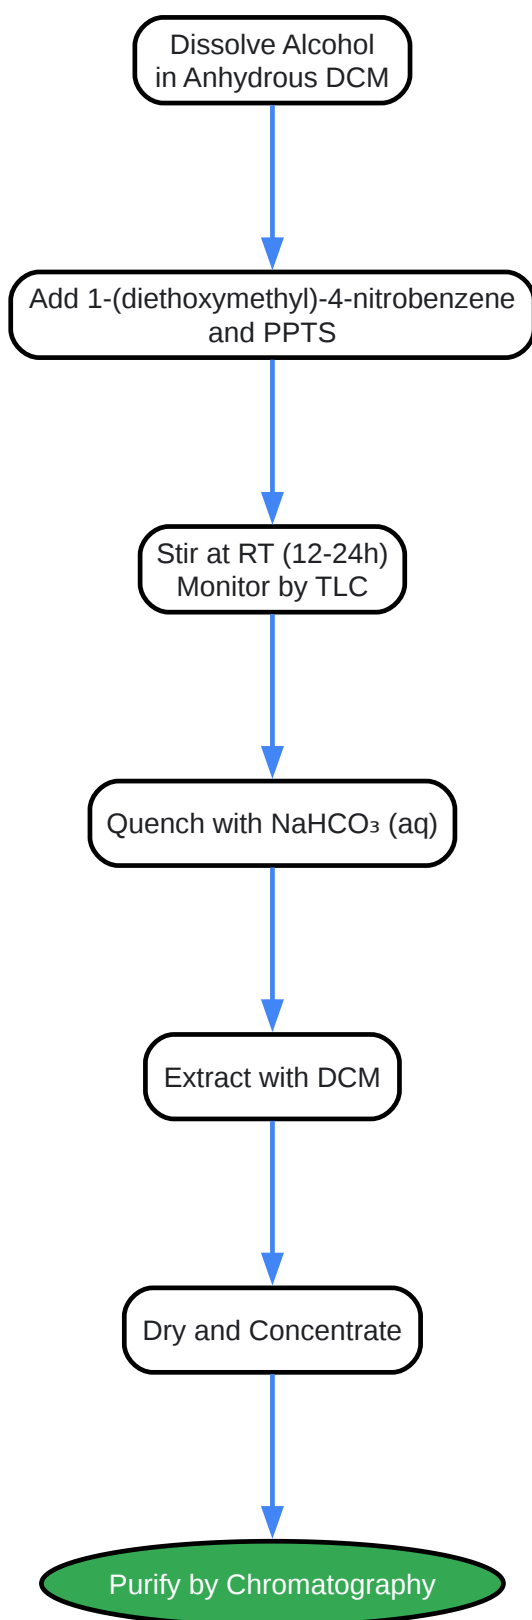 Dissolve Alcohol
in Anhydrous DCM
Add 1-(diethoxymethyl)-4-nitrobenzene
and PPTS
Stir at RT (12-24h)
Monitor by TLC
Quench with NaHCO₃ (aq)
Extract with DCM
Dry and Concentrate
Purify by Chromatography